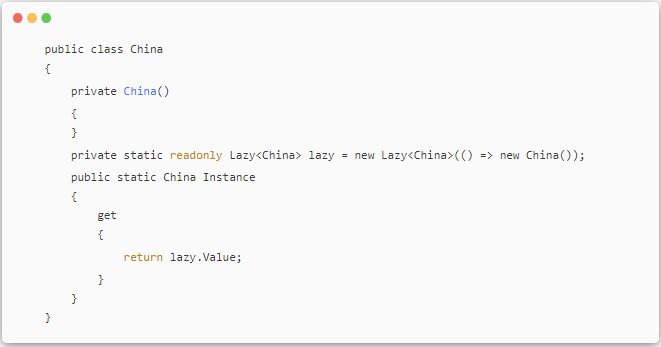 public class China
{
    private China()
    {
    }
    private static readonly Lazy<China> lazy = new Lazy<China>(() => new China());
    public static China Instance
    {
        get
        {
            return lazy.Value;
        }
    }
}